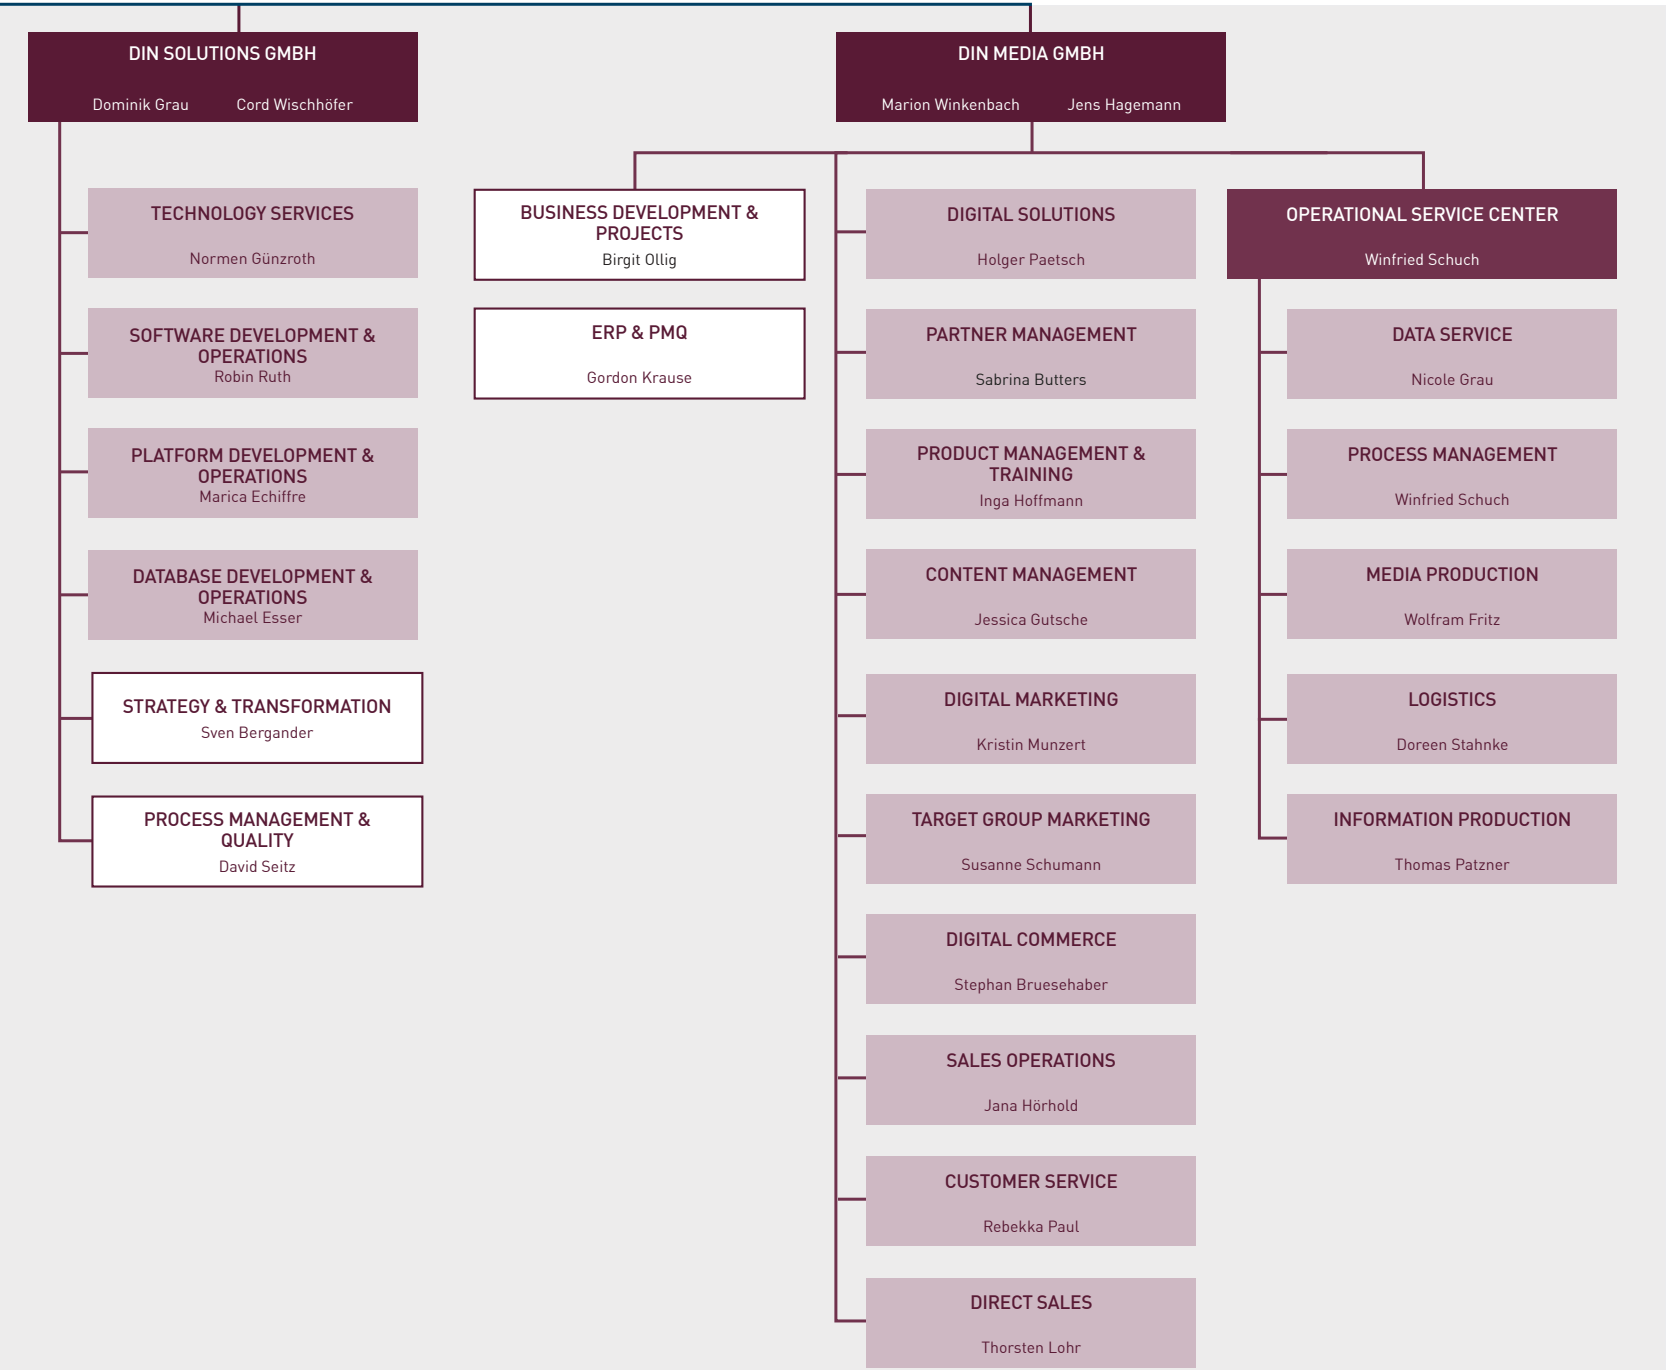 DIN SOLUTIONS GMBH
Dominik Grau Cord Wischhöfer
TECHNOLOGY SERVICES
Normen Günzroth
SOFTWARE DEVELOPMENT &
OPERATIONS
Robin Ruth
PLATFORM DEVELOPMENT &
OPERATIONS
Marica Echiffre
DATABASE DEVELOPMENT &
OPERATIONS
Michael Esser
STRATEGY & TRANSFORMATION
Sven Bergander
PROCESS MANAGEMENT &
QUALITY
David Seitz
DIN MEDIA GMBH
Marion Winkenbach Jens Hagemann
BUSINESS DEVELOPMENT &
PROJECTS
Birgit Ollig
ERP & PMQ
Gordon Krause
DIGITAL SOLUTIONS
Holger Paetsch
PARTNER MANAGEMENT
Sabrina Butters
PRODUCT MANAGEMENT &
TRAINING
Inga Hoffmann
CONTENT MANAGEMENT
Jessica Gutsche
DIGITAL MARKETING
Kristin Munzert
TARGET GROUP MARKETING
Susanne Schumann
DIGITAL COMMERCE
Stephan Bruesehaber
SALES OPERATIONS
Jana Hörhold
CUSTOMER SERVICE
Rebekka Paul
DIRECT SALES
Thorsten Lohr
OPERATIONAL SERVICE CENTER
Winfried Schuch
DATA SERVICE
Nicole Grau
PROCESS MANAGEMENT
Winfried Schuch
MEDIA PRODUCTION
Wolfram Fritz
LOGISTICS
Doreen Stahnke
INFORMATION PRODUCTION
Thomas Patzner